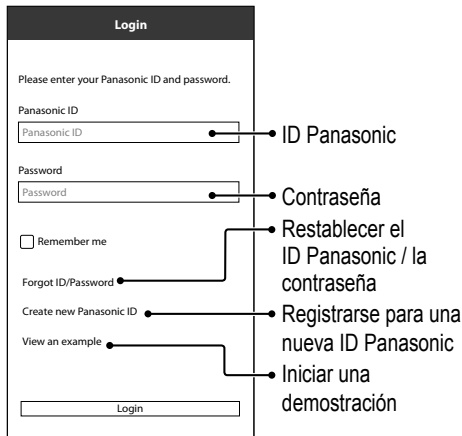 Login
Please enter your Panasonic ID and password.
Panasonic ID
Panasonic ID
ID Panasonic
Password
Password
Contraseña
Remember me
Restablecer el
ID Panasonic / la
contraseña
Forgot ID/Password
Create new Panasonic ID
Registrarse para una
nueva ID Panasonic
View an example
Iniciar una
demostración
Login